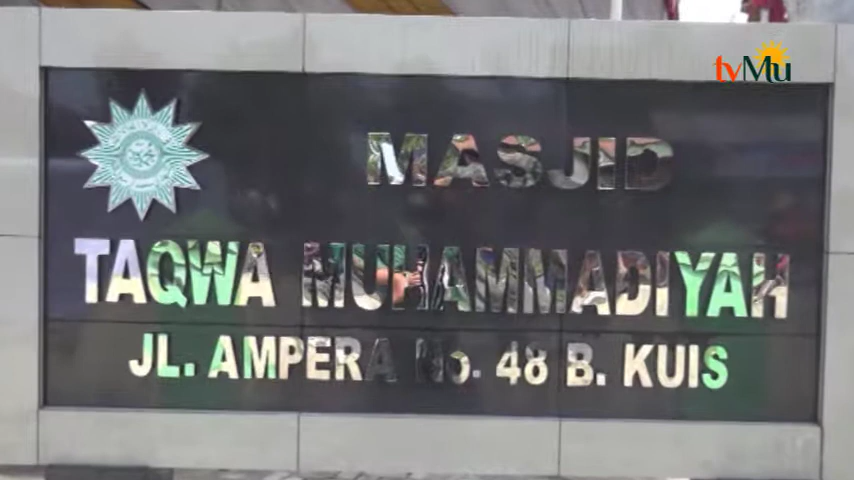 tvMu
MASJID
TAQWA MUHAMMADIYAH
JL. AMPERA No. 48 B. KUIS